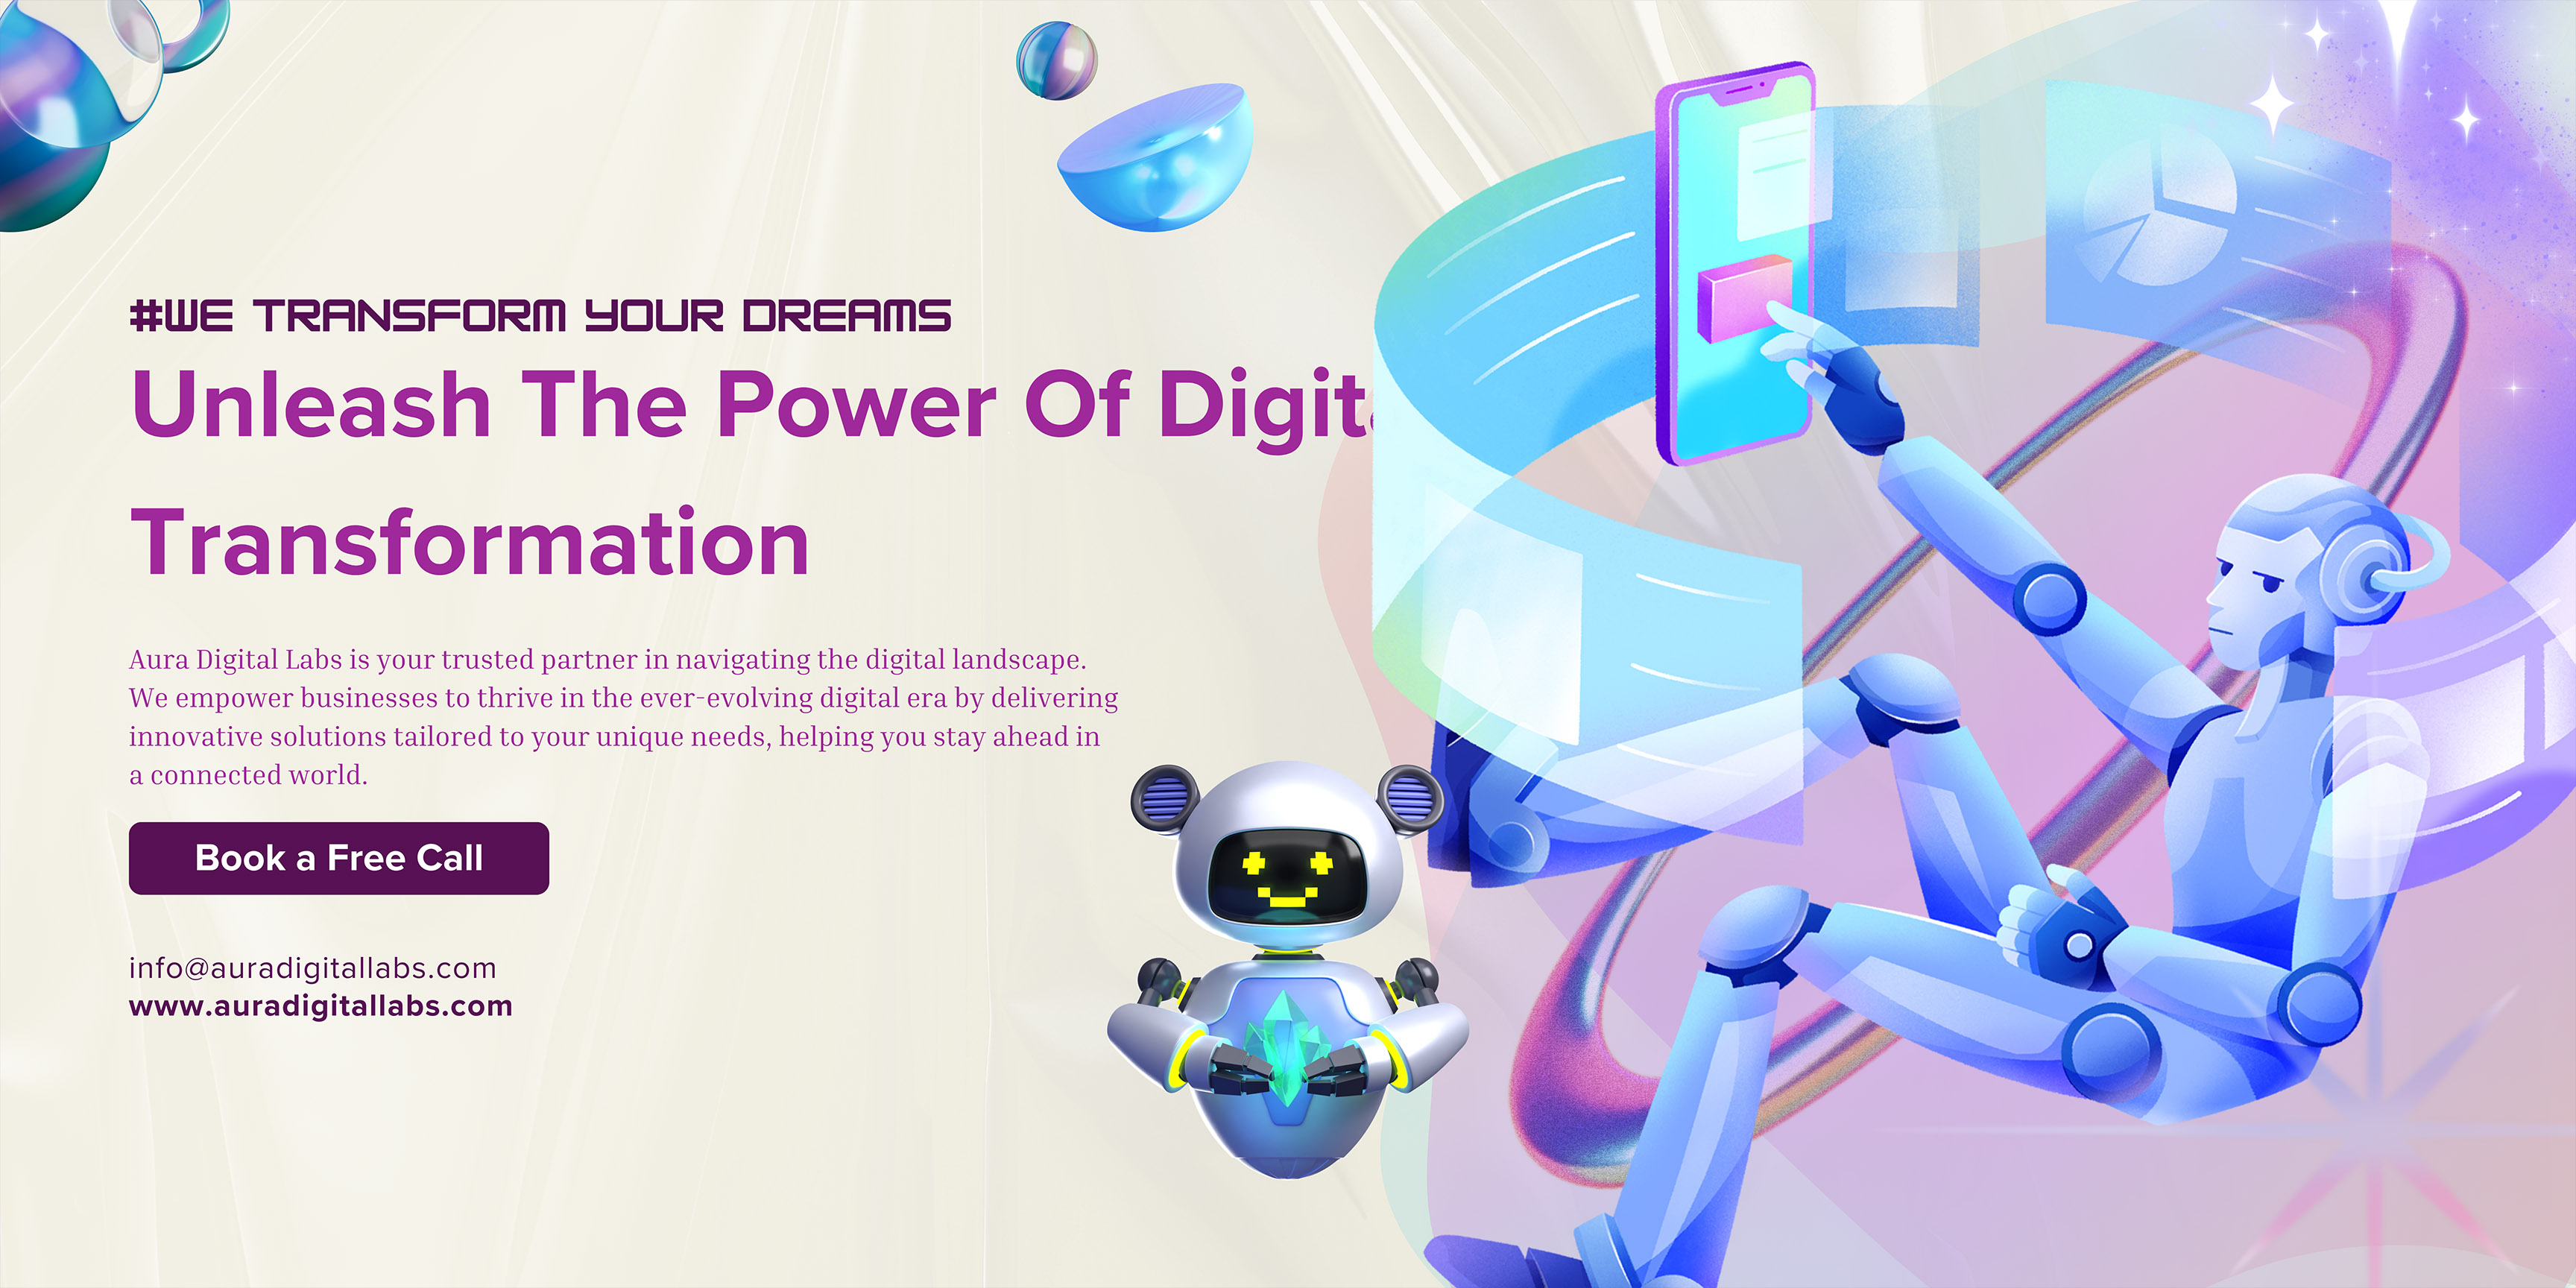 #WE TRANSFORM YOUR DREAMS
Unleash The Power Of
Transformation
Aura Digital Labs is your trusted partner in navigating the digital landscape.
We empower businesses to thrive in the ever-evolving digital era by delivering
innovative solutions tailored to your unique needs, helping you stay ahead in
a connected world.
Book a Free Call
info@auradigitallabs.com
www.auradigitallabs.com